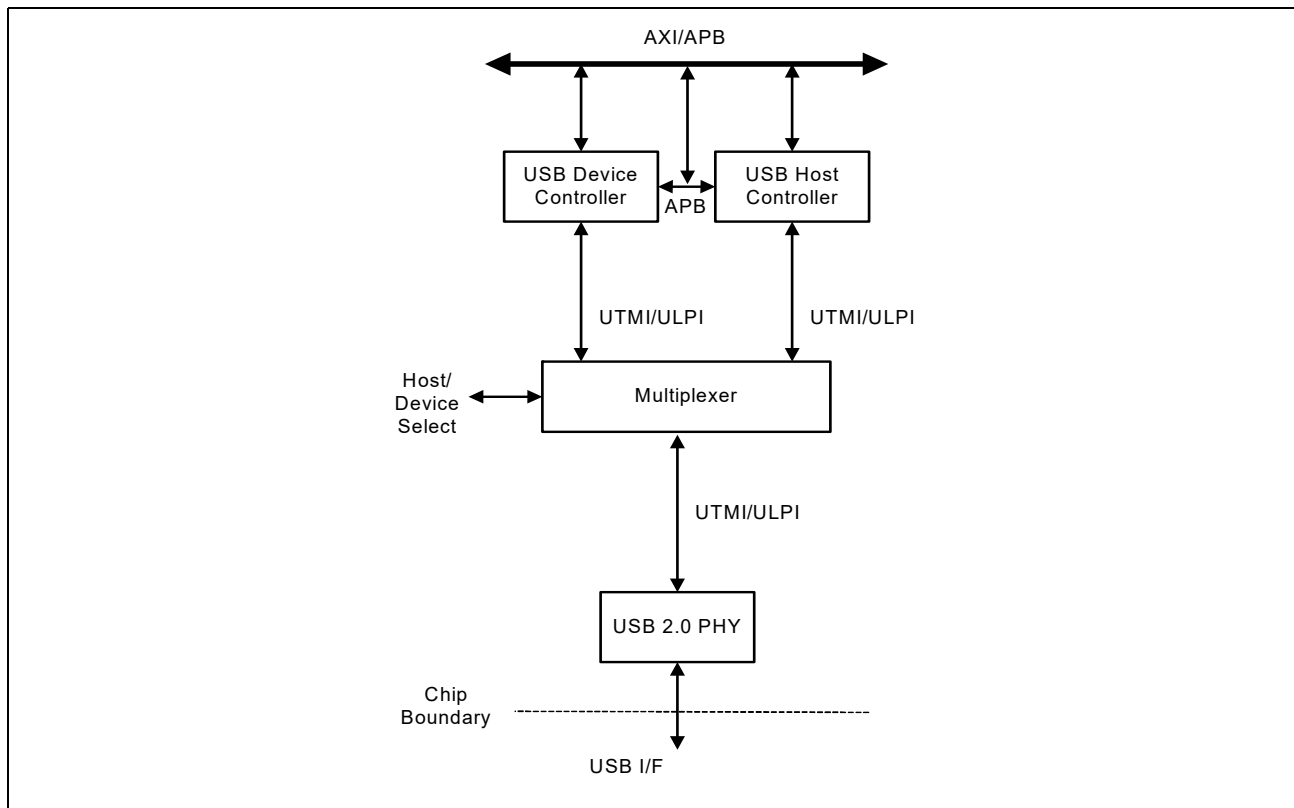 AXI/APB
USB Device
Controller
USB Host
Controller
APB
UTMI/ULPI
UTMI/ULPI
Host/
Device
Select
Multiplexer
UTMI/ULPI
USB 2.0 PHY
Chip
Boundary
USB I/F